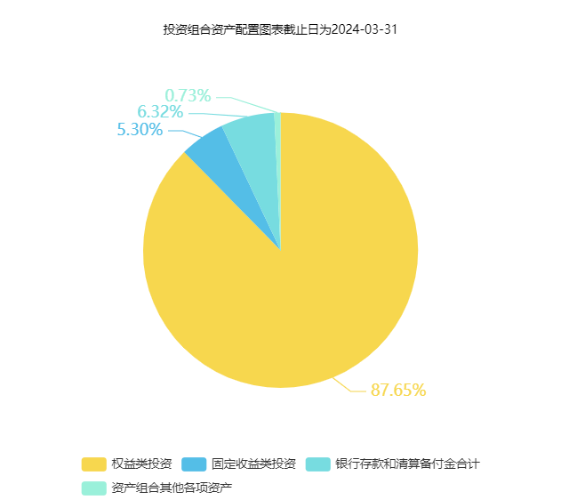 投资组合资产配置图表截止日为2024-03-31
0.73%
6.32%
5.30%
87.65%
权益类投资 固定收益类投资 银行存款和清算备付金合计
资产组合其他各项资产